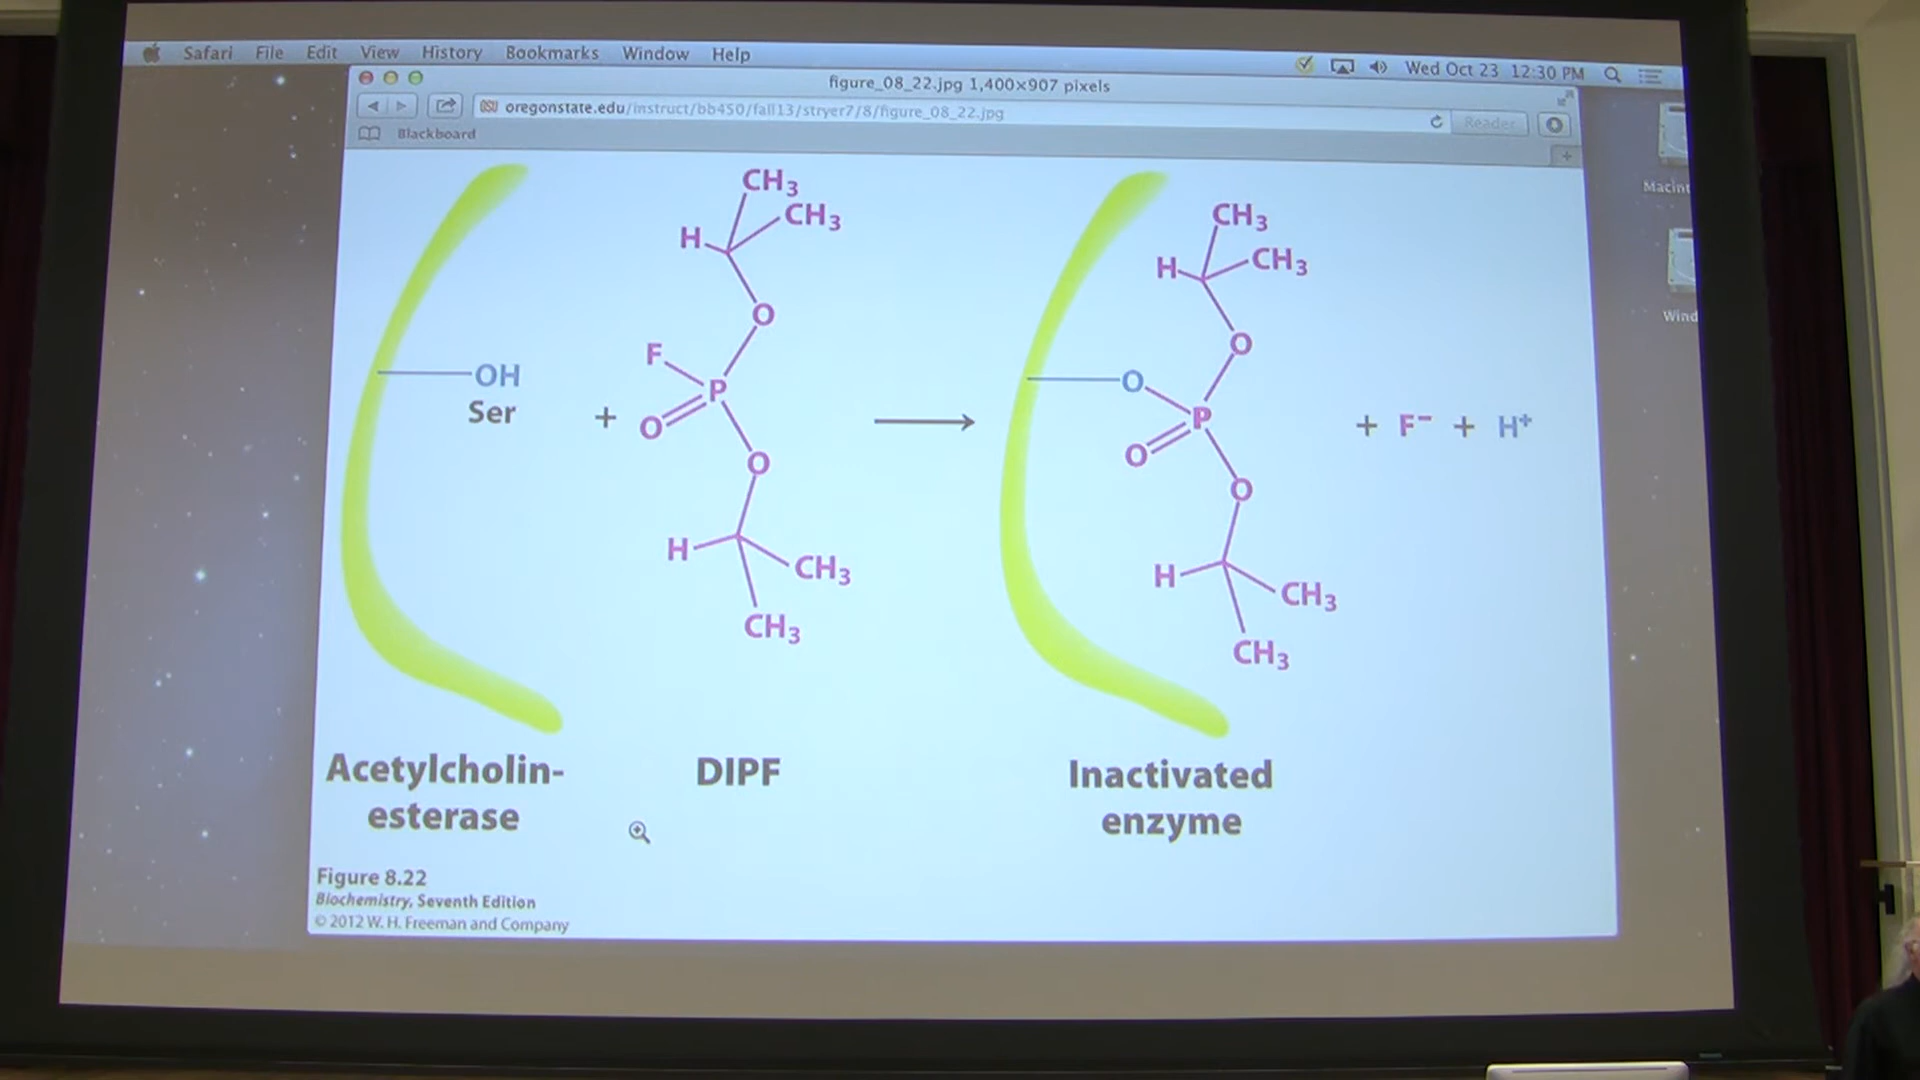 Safari File Edit View History Bookmarks Window Help
Wed Oct 23 12:30 PM
figure_08_22.jpg 1,400×907 pixels
OSU oregonstate.edu/instruct/bb450/fall13/stryer7/8/figure_08_22.jpg
Reader
Blackboard
Macint
Wind
CH3
CH3
H
O
F
P
O
O
H
CH3
CH3
OH
Ser
+
CH3
CH3
H
O
O
P
O
O
H
CH3
CH3
+ F− + H+
Acetylcholin-
esterase
DIPF
Inactivated
enzyme
Figure 8.22
Biochemistry, Seventh Edition
© 2012 W. H. Freeman and Company